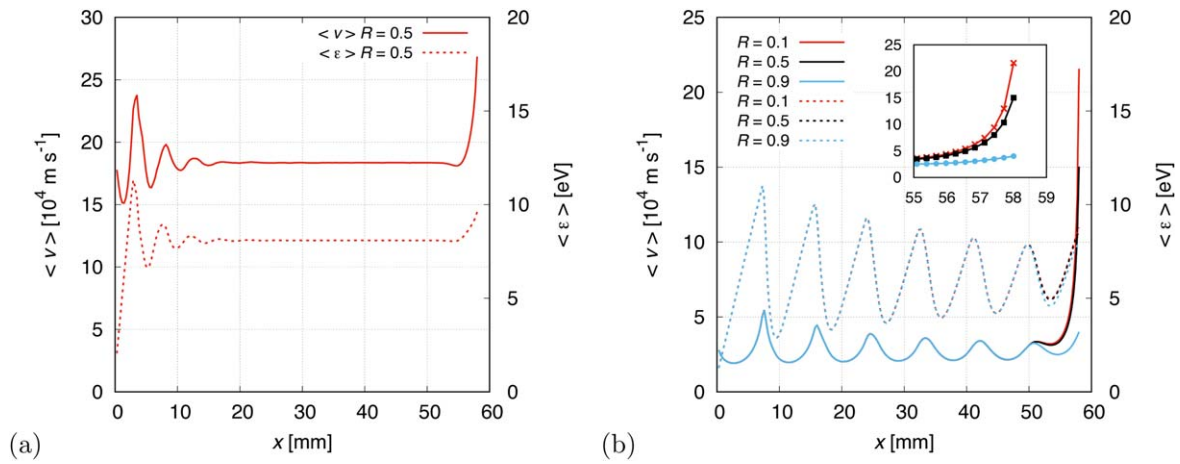 < v > R = 0.5
< ε > R = 0.5
30
25
20
15
10
5
0
20
15
10
5
0
< v > [10⁴ m s⁻¹]
< ε > [eV]
0 10 20 30 40 50 60
x [mm]
(a)
R = 0.1
R = 0.5
R = 0.9
R = 0.1
R = 0.5
R = 0.9
25
20
15
10
5
0
20
15
10
5
0
25
20
15
10
5
0
55 56 57 58 59
< v > [10⁴ m s⁻¹]
< ε > [eV]
0 10 20 30 40 50 60
x [mm]
(b)